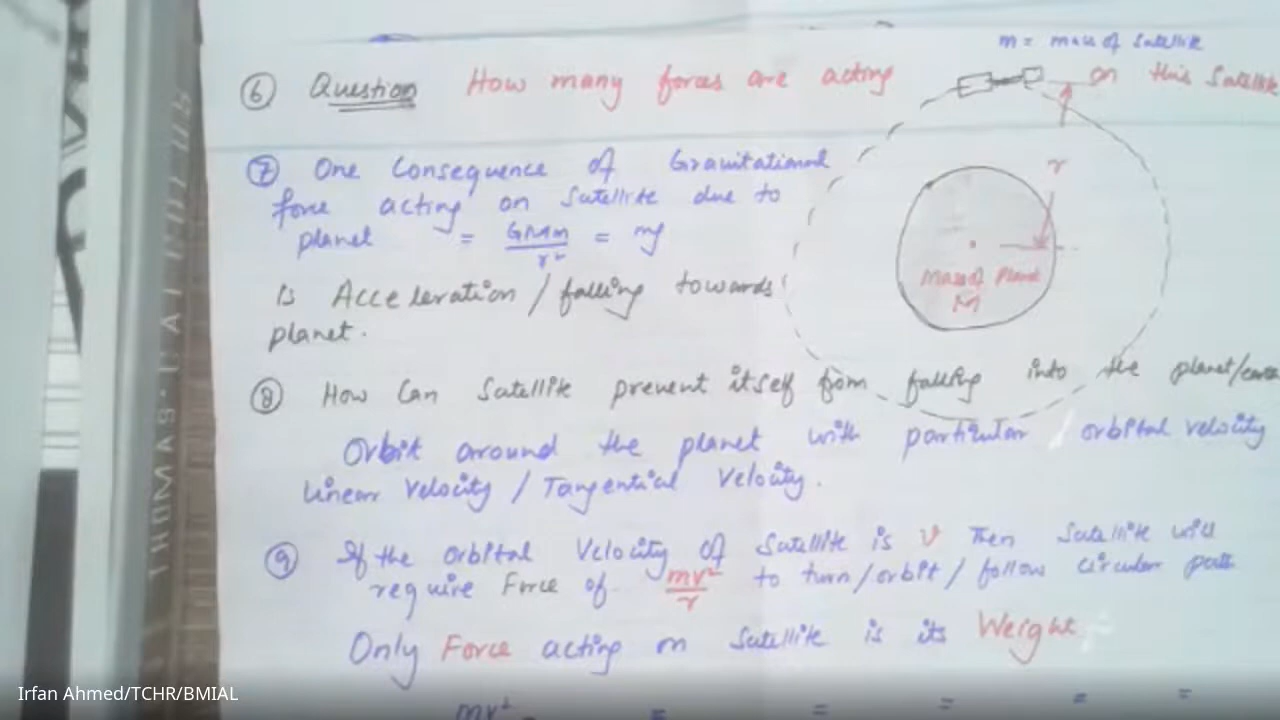 m = mass of Satellite
⑥ Question How many forces are acting on this Satellite
⑦ One Consequence of Gravitational
force acting on Satellite due to
planet = GMm/r² = mg
r
Is Acceleration / falling towards
planet.
Mass of Planet
M
⑧ How Can Satellite prevent itself from falling into the planet/
Orbit around the planet with particular orbital velocity
Linear Velocity / Tangential Velocity.
⑨ If the orbital Velocity of Satellite is v Then Satellite will
require Force of mv²/r to turn/orbit/follow circular path
Only Force acting on Satellite is its Weight
mv² = = = =
THOMAS
Irfan Ahmed/TCHR/BMIAL